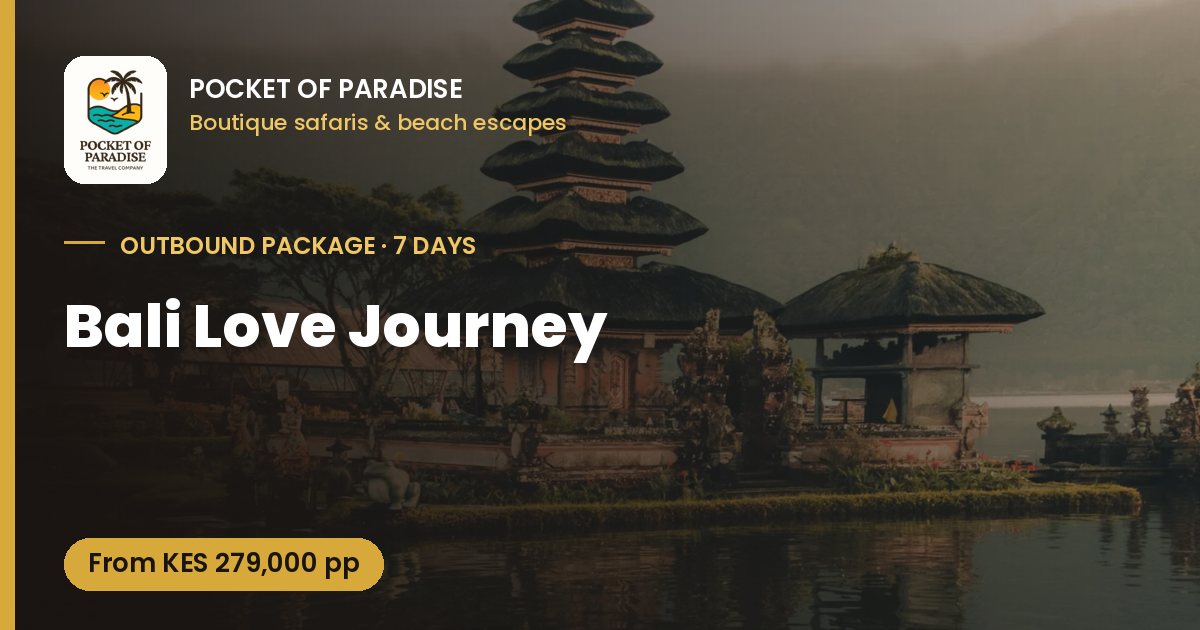 POCKET OF
PARADISE
THE TRAVEL COMPANY
POCKET OF PARADISE
Boutique safaris & beach escapes
OUTBOUND PACKAGE · 7 DAYS
Bali Love Journey
From KES 279,000 pp